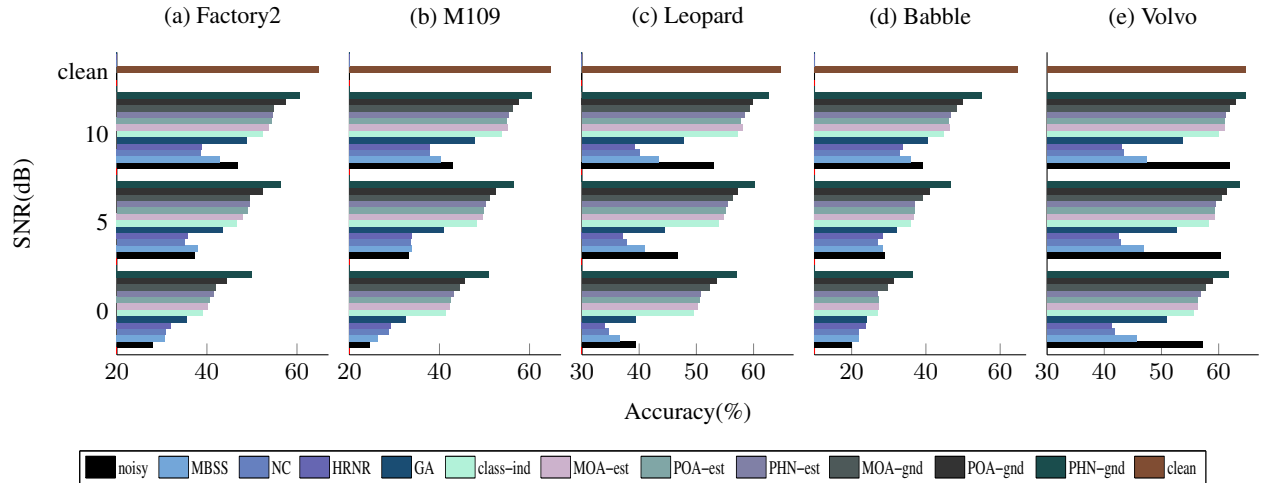 (a) Factory2 (b) M109 (c) Leopard (d) Babble (e) Volvo
clean
10
5
0
SNR(dB)
20 40 60 20 40 60 30 40 50 60 20 40 60 30 40 50 60
Accuracy(%)
noisy MBSS NC HRNR GA class-ind MOA-est POA-est PHN-est MOA-gnd POA-gnd PHN-gnd clean